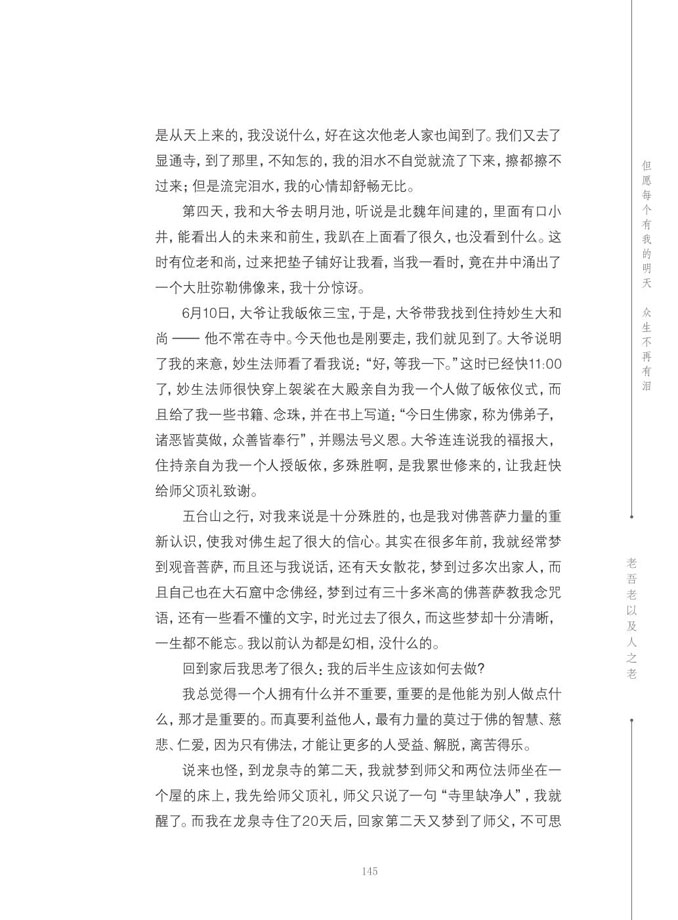 是从天上来的，我没说什么，好在这次他老人家也闻到了。我们又去了
显通寺，到了那里，不知怎的，我的泪水不自觉就流了下来，擦都擦不
过来；但是流完泪水，我的心情却舒畅无比。
第四天，我和大爷去明月池，听说是北魏年间建的，里面有口小
井，能看出人的未来和前生，我趴在上面看了很久，也没看到什么。这
时有位老和尚，过来把垫子铺好让我看，当我一看时，竟在井中涌出了
一个大肚弥勒佛像来，我十分惊讶。
6月10日，大爷让我皈依三宝，于是，大爷带我找到住持妙生大和
尚 —— 他不常在寺中。今天他也是刚要走，我们就见到了。大爷说明
了我的来意，妙生法师看了看我说：“好，等我一下。”这时已经快11:00
了，妙生法师很快穿上袈裟在大殿亲自为我一个人做了皈依仪式，而
且给了我一些书籍、念珠，并在书上写道：“今日生佛家，称为佛弟子，
诸恶皆莫做，众善皆奉行”，并赐法号义恩。大爷连连说我的福报大，
住持亲自为我一个人授皈依，多殊胜啊，是我累世修来的，让我赶快
给师父顶礼致谢。
五台山之行，对我来说是十分殊胜的，也是我对佛菩萨力量的重
新认识，使我对佛生起了很大的信心。其实在很多年前，我就经常梦
到观音菩萨，而且还与我说话，还有天女散花，梦到过多次出家人，而
且自己也在大石窟中念佛经，梦到过有三十多米高的佛菩萨教我念咒
语，还有一些看不懂的文字，时光过去了很久，而这些梦却十分清晰，
一生都不能忘。我以前认为都是幻相，没什么的。
回到家后我思考了很久：我的后半生应该如何去做？
我总觉得一个人拥有什么并不重要，重要的是他能为别人做点什
么，那才是重要的。而真要利益他人，最有力量的莫过于佛的智慧、慈
悲、仁爱，因为只有佛法，才能让更多的人受益、解脱，离苦得乐。
说来也怪，到龙泉寺的第二天，我就梦到师父和两位法师坐在一
个屋的床上，我先给师父顶礼，师父只说了一句“寺里缺净人”，我就
醒了。而我在龙泉寺住了20天后，回家第二天又梦到了师父，不可思
但愿每个有我的明天 众生不再有泪
老吾老以及人之老
145